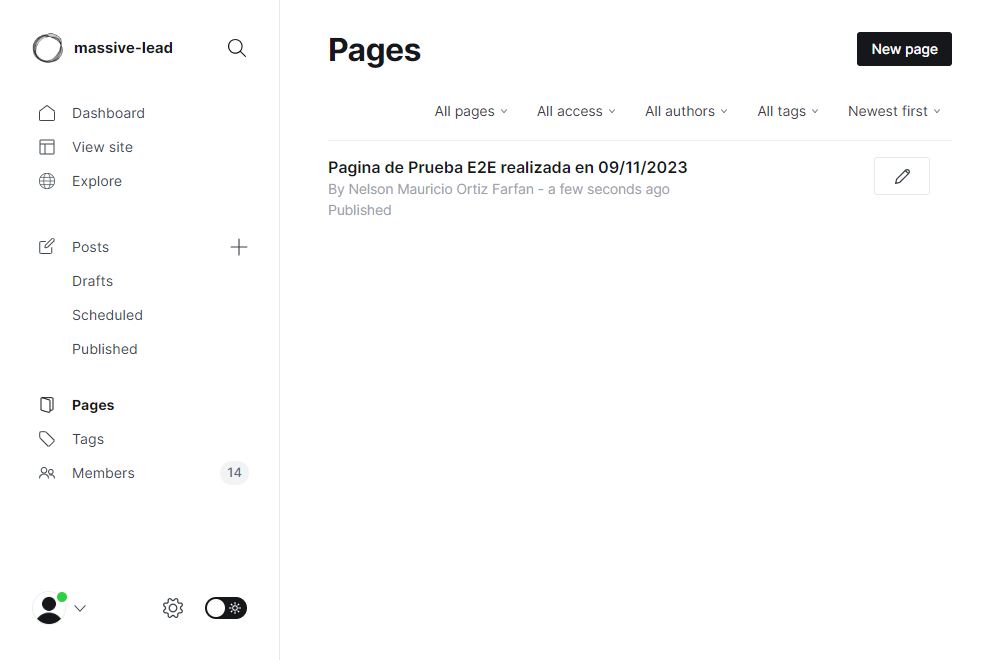 massive-lead
Dashboard
View site
Explore
Posts
Drafts
Scheduled
Published
Pages
Tags
Members
14
Pages
New page
All pages
All access
All authors
All tags
Newest first
Pagina de Prueba E2E realizada en 09/11/2023
By Nelson Mauricio Ortiz Farfan - a few seconds ago
Published